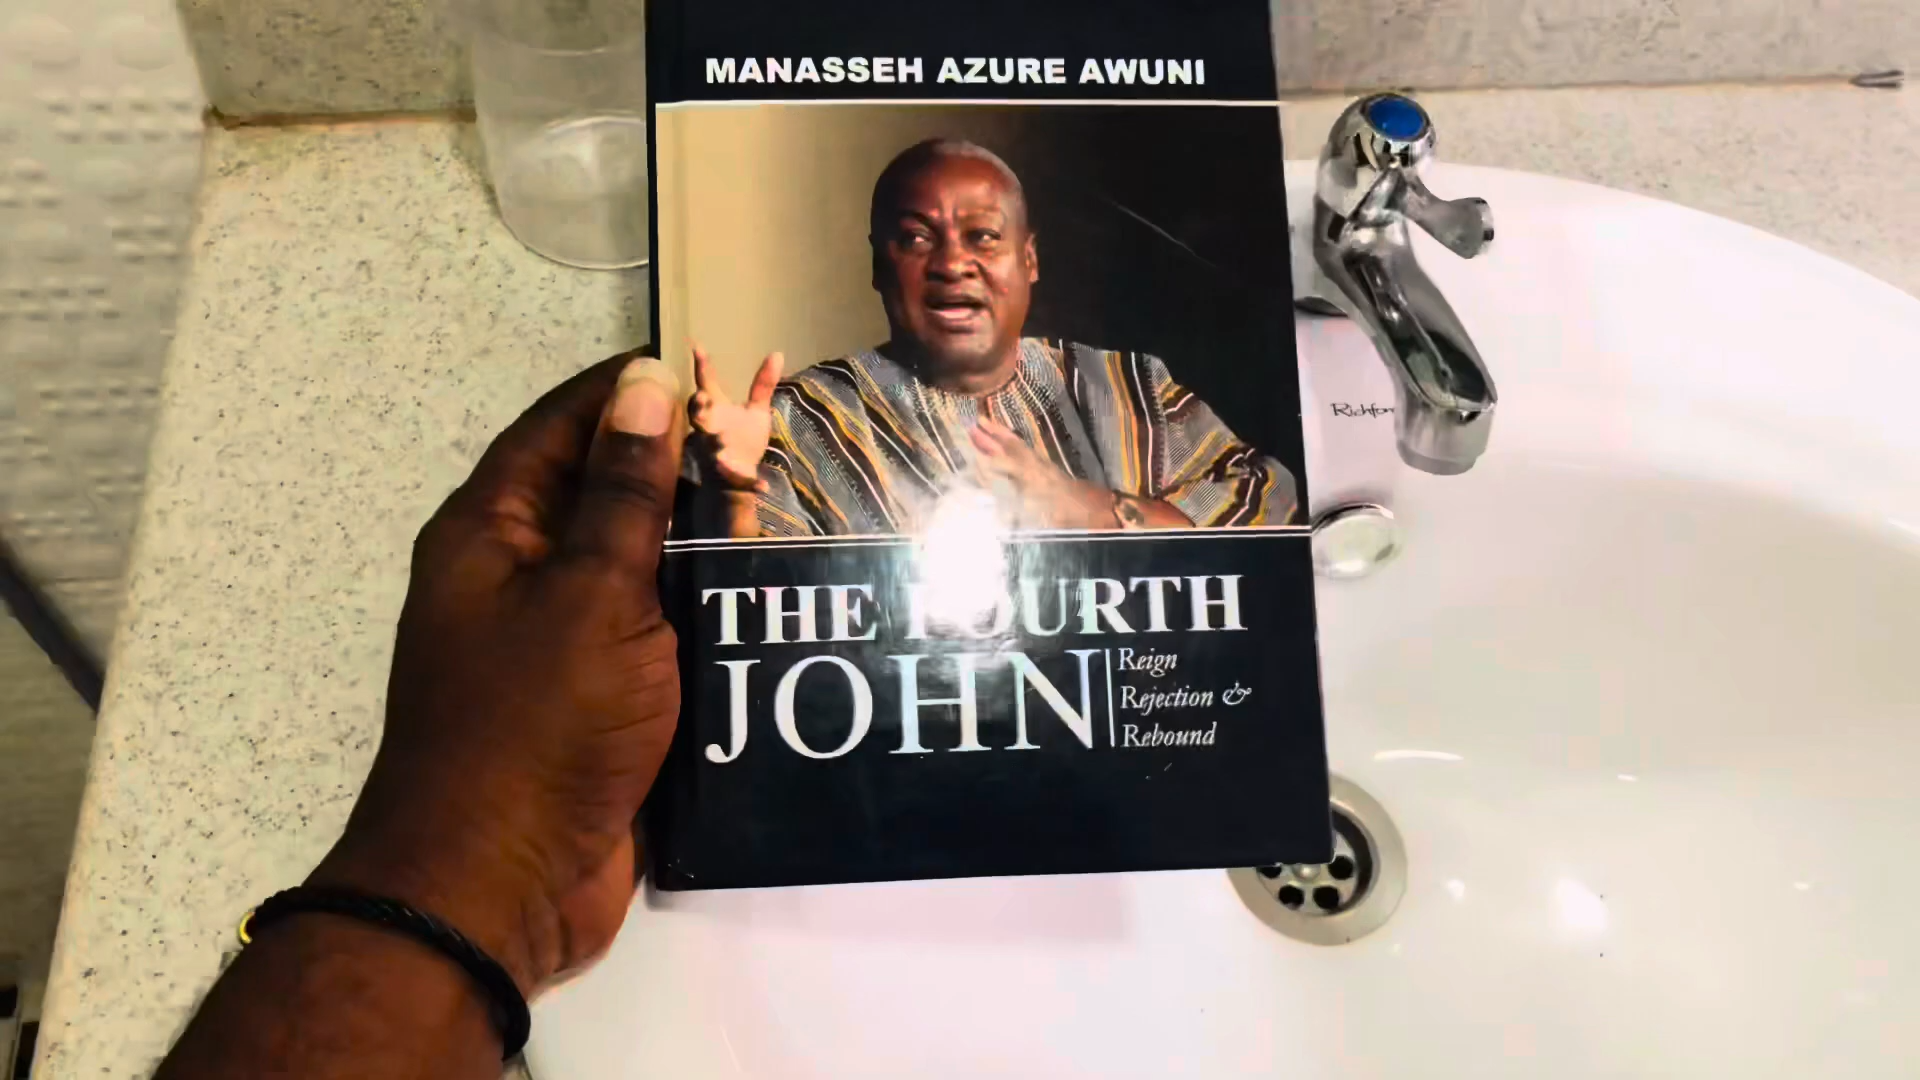 MANASSEH AZURE AWUNI
THE FOURTH
JOHN
Reign
Rejection &
Rebound